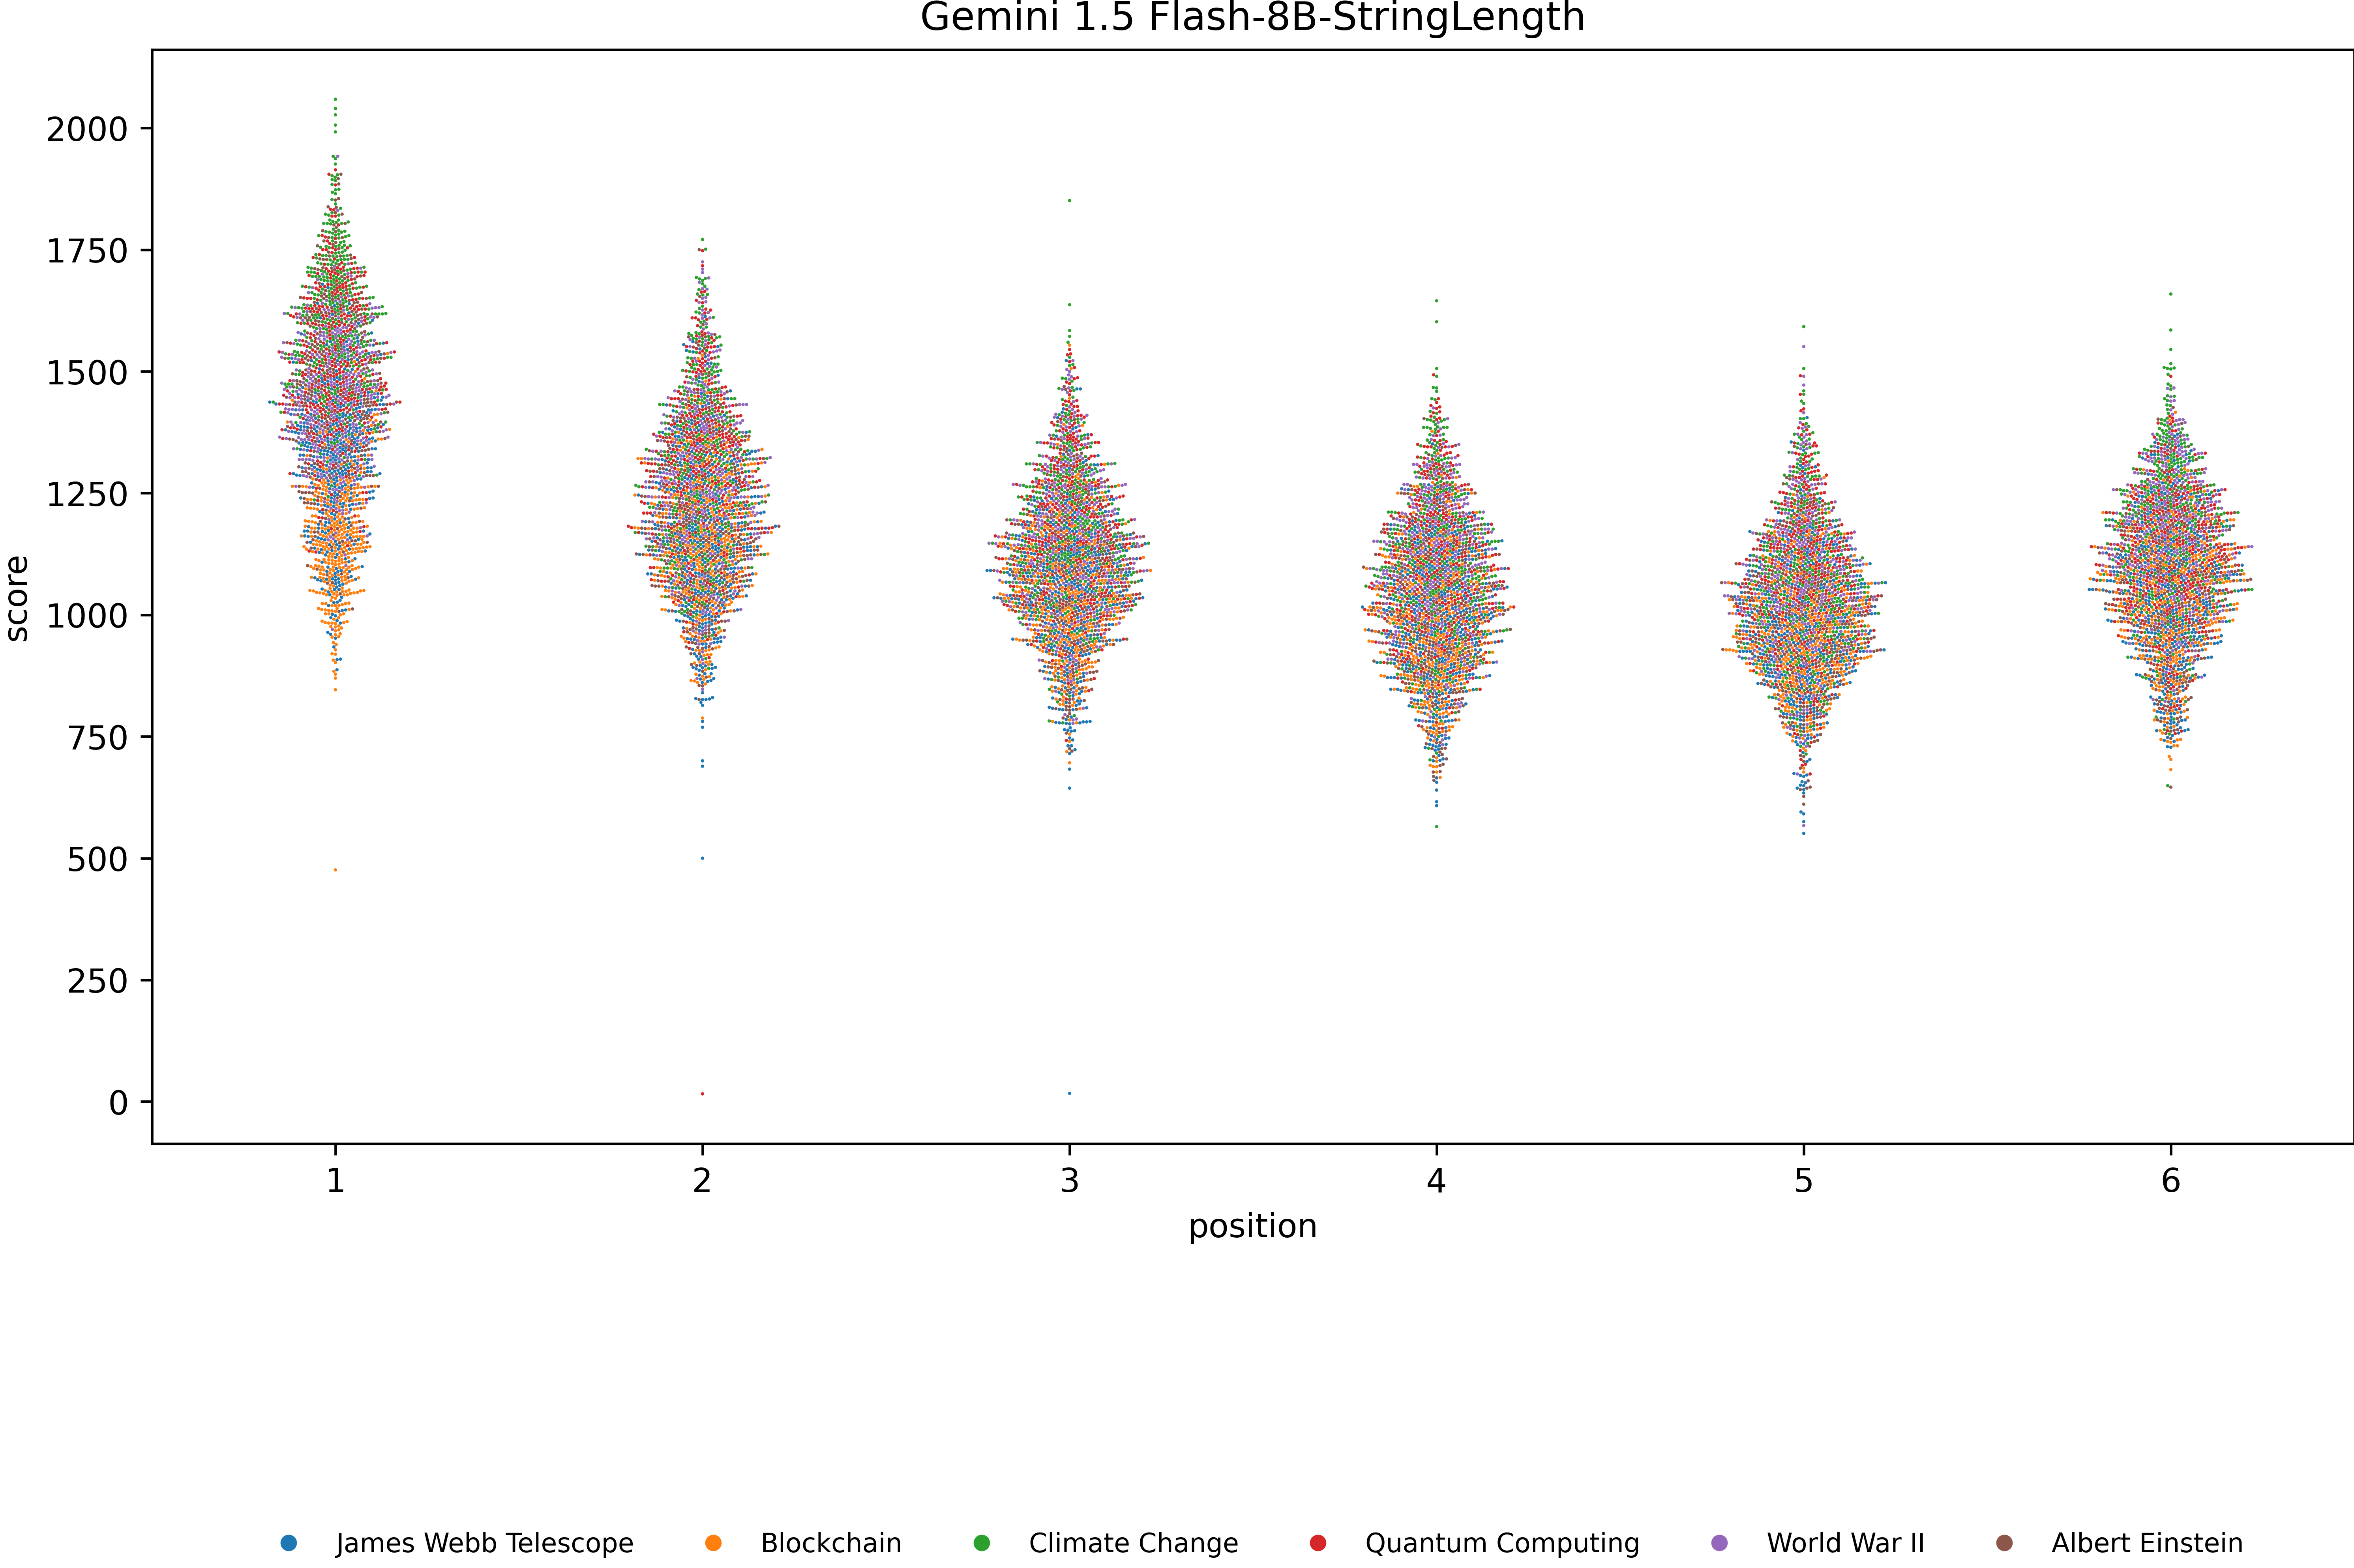 Gemini 1.5 Flash-8B-StringLength
2000
1750
1500
1250
1000
750
500
250
0
score
1 2 3 4 5 6
position
James Webb Telescope Blockchain Climate Change Quantum Computing World War II Albert Einstein